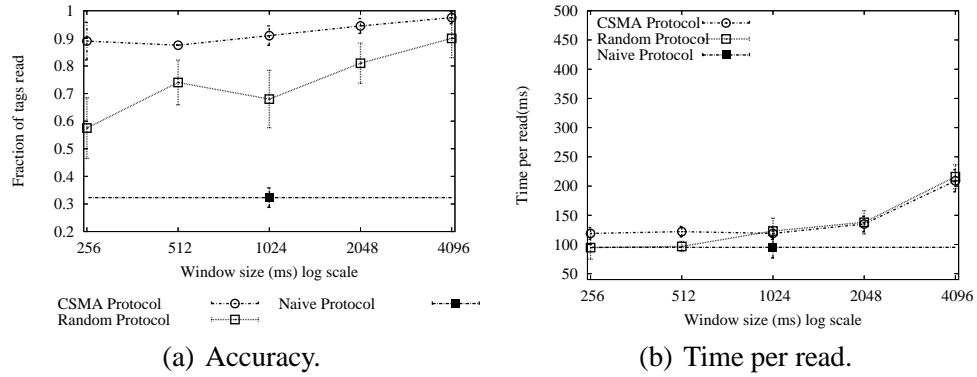 1
0.9
0.8
0.7
0.6
0.5
0.4
0.3
0.2
Fraction of tags read
256 512 1024 2048 4096
Window size (ms) log scale
CSMA Protocol
Naive Protocol
Random Protocol
(a) Accuracy.
CSMA Protocol
Random Protocol
Naive Protocol
500
450
400
350
300
250
200
150
100
50
Time per read(ms)
256 512 1024 2048 4096
Window size (ms) log scale
(b) Time per read.